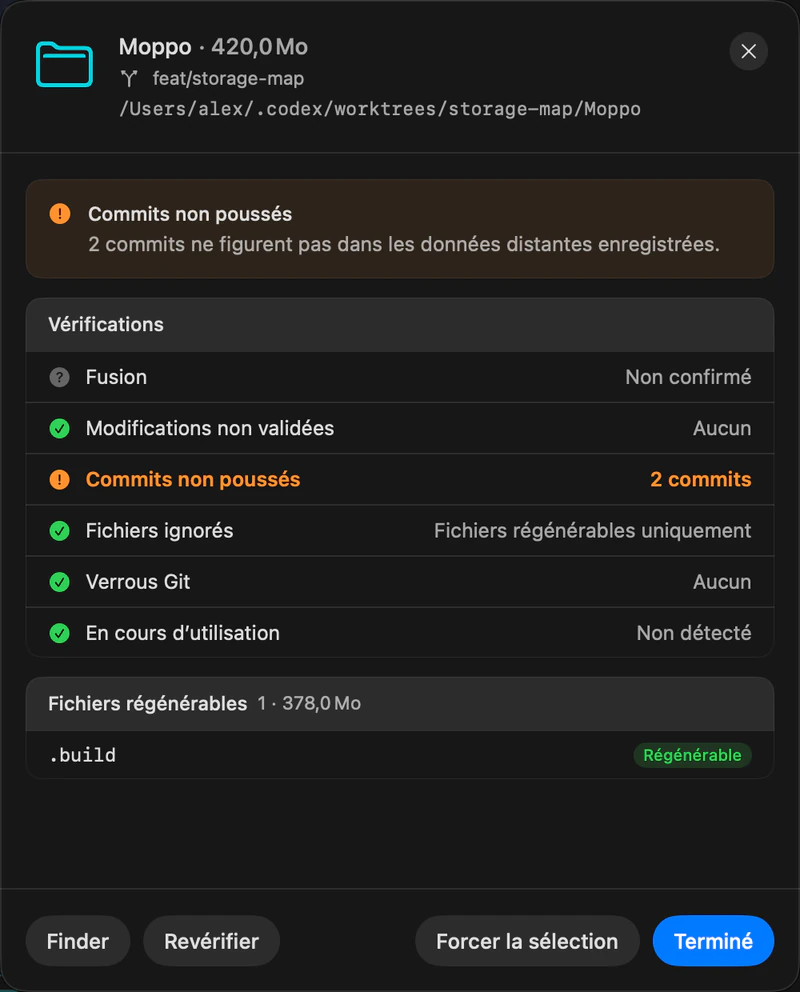 Moppo · 420,0 Mo
feat/storage-map
/Users/alex/.codex/worktrees/storage-map/Moppo
Commits non poussés
2 commits ne figurent pas dans les données distantes enregistrées.
Vérifications
Fusion Non confirmé
Modifications non validées Aucun
Commits non poussés 2 commits
Fichiers ignorés Fichiers régénérables uniquement
Verrous Git Aucun
En cours d’utilisation Non détecté
Fichiers régénérables 1 · 378,0 Mo
.build Régénérable
Finder Revérifier Forcer la sélection Terminé